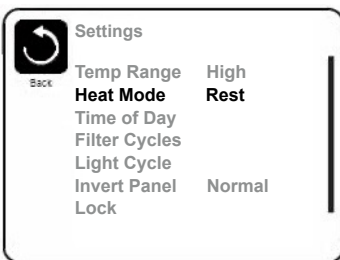 Settings
Back
Temp Range High
Heat Mode Rest
Time of Day
Filter Cycles
Light Cycle
Invert Panel Normal
Lock